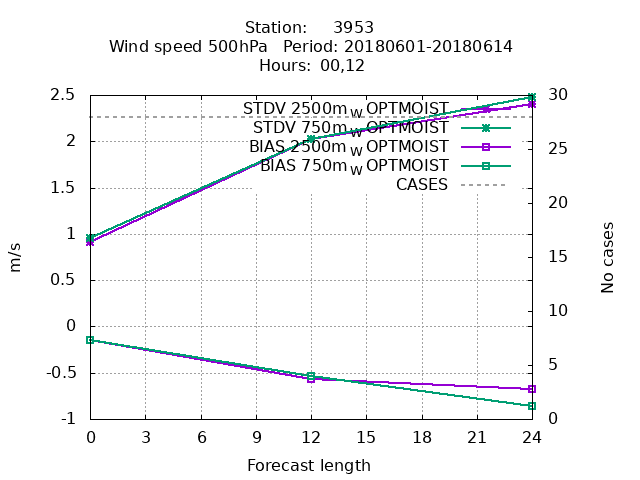 Station: 3953
Wind speed 500hPa Period: 20180601-20180614
Hours: 00,12
2.5
2
1.5
1
0.5
0
-0.5
-1
30
25
20
15
10
5
0
STDV 2500m_W OPTMOIST
STDV 750m_W OPTMOIST
BIAS 2500m_W OPTMOIST
BIAS 750m_W OPTMOIST
CASES
m/s
No cases
0 3 6 9 12 15 18 21 24
Forecast length